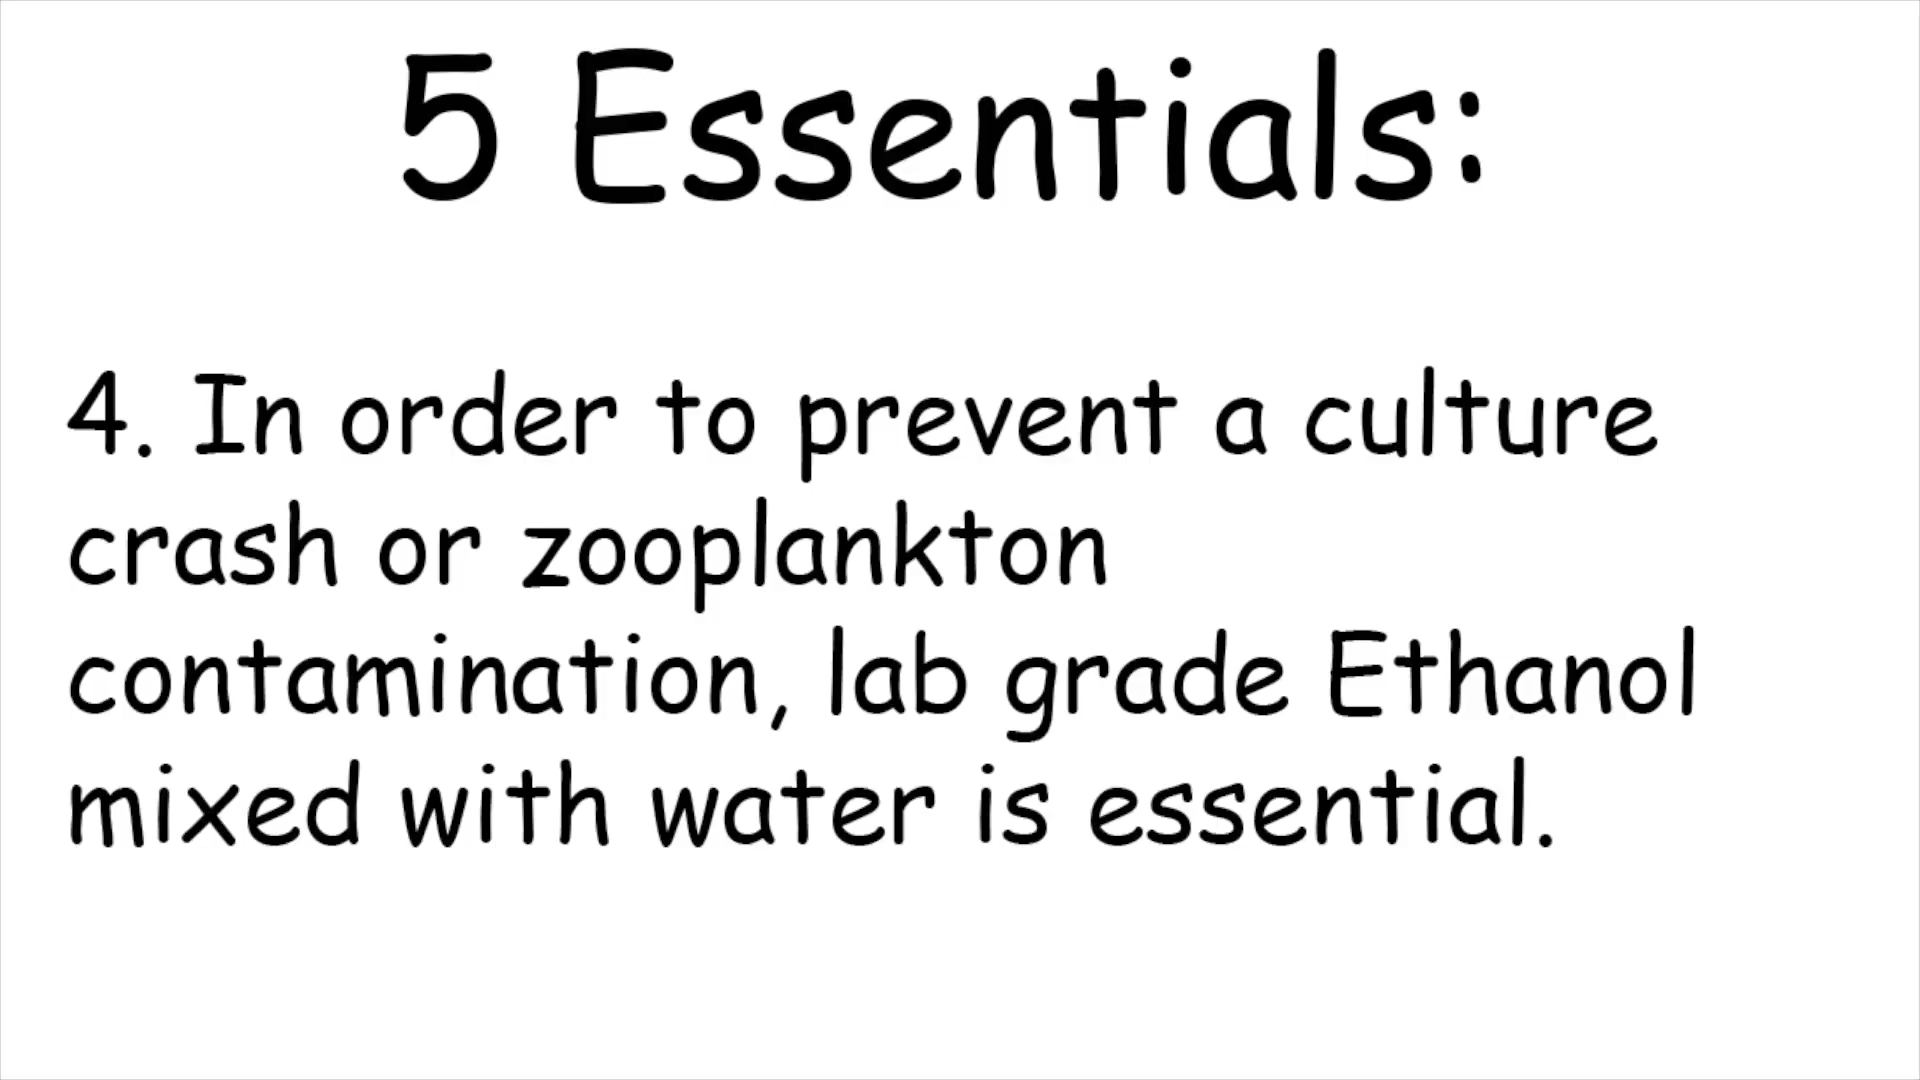 5 Essentials:
4. In order to prevent a culture
crash or zooplankton
contamination, lab grade Ethanol
mixed with water is essential.